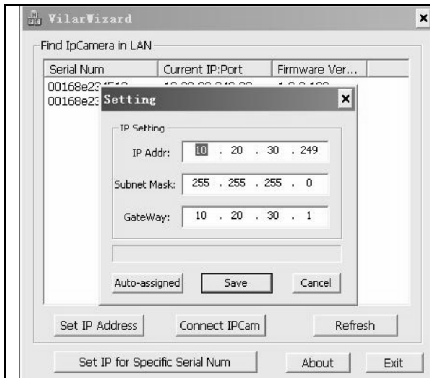 VilarWizard
Find IpCamera in LAN
Serial Num Current IP:Port Firmware Ver...
00168e2
00168e2
Setting
IP Setting
IP Addr: 10 . 20 . 30 . 249
Subnet Mask: 255 . 255 . 255 . 0
GateWay: 10 . 20 . 30 . 1
Auto-assigned Save Cancel
Set IP Address Connect IPCam Refresh
Set IP for Specific Serial Num About Exit